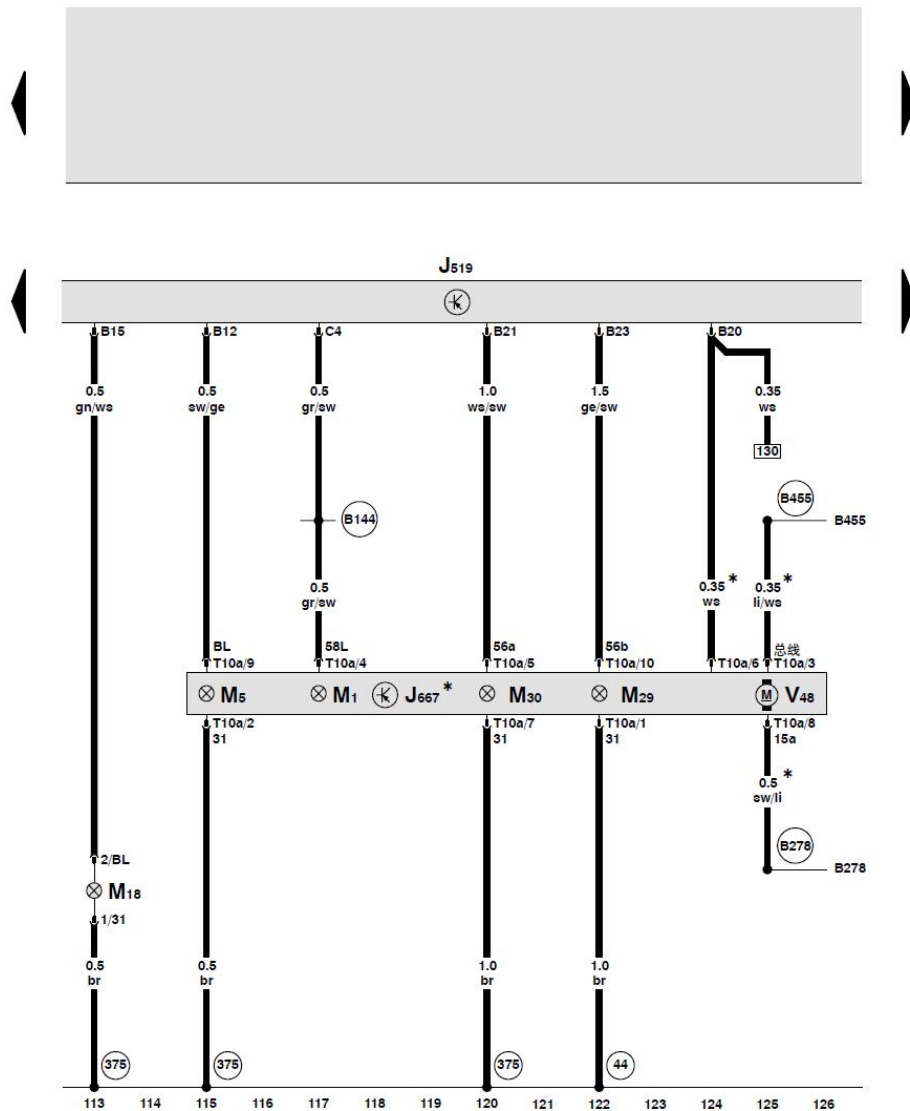 J519
B15 B12 C4 B21 B23 B20
0.5 0.5 0.5 1.0 1.5 0.35
gn/ws sw/ge gr/sw ws/sw ge/sw ws
130
B455
B144 B455
0.5 0.35* 0.35*
gr/sw ws li/ws
BL 58L 56a 56b 总线
T10a/9 T10a/4 T10a/5 T10a/10 T10a/6 T10a/3
M5 M1 J667* M30 M29 M V48
T10a/2 T10a/7 T10a/1 T10a/8
31 31 31 15a
0.5*
sw/li
B278
2/BL B278
M18
1/31
0.5 0.5 1.0 1.0
br br br br
375 375 375 44
113 114 115 116 117 118 119 120 121 122 123 124 125 126